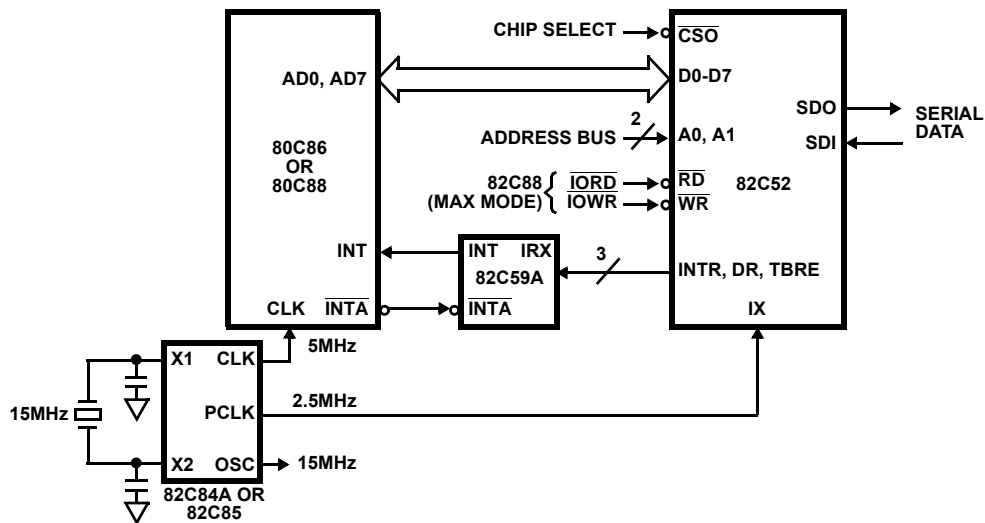 CHIP SELECT
CSO
AD0, AD7
D0-D7
SDO
SERIAL
DATA
SDI
2
ADDRESS BUS
A0, A1
80C86
OR
80C88
82C88
(MAX MODE)
IORD
IOWR
RD
WR
82C52
INT
INT IRX
82C59A
3
INTR, DR, TBRE
CLK INTA
INTA
IX
5MHz
X1 CLK
15MHz
PCLK
2.5MHz
X2 OSC
15MHz
82C84A OR
82C85